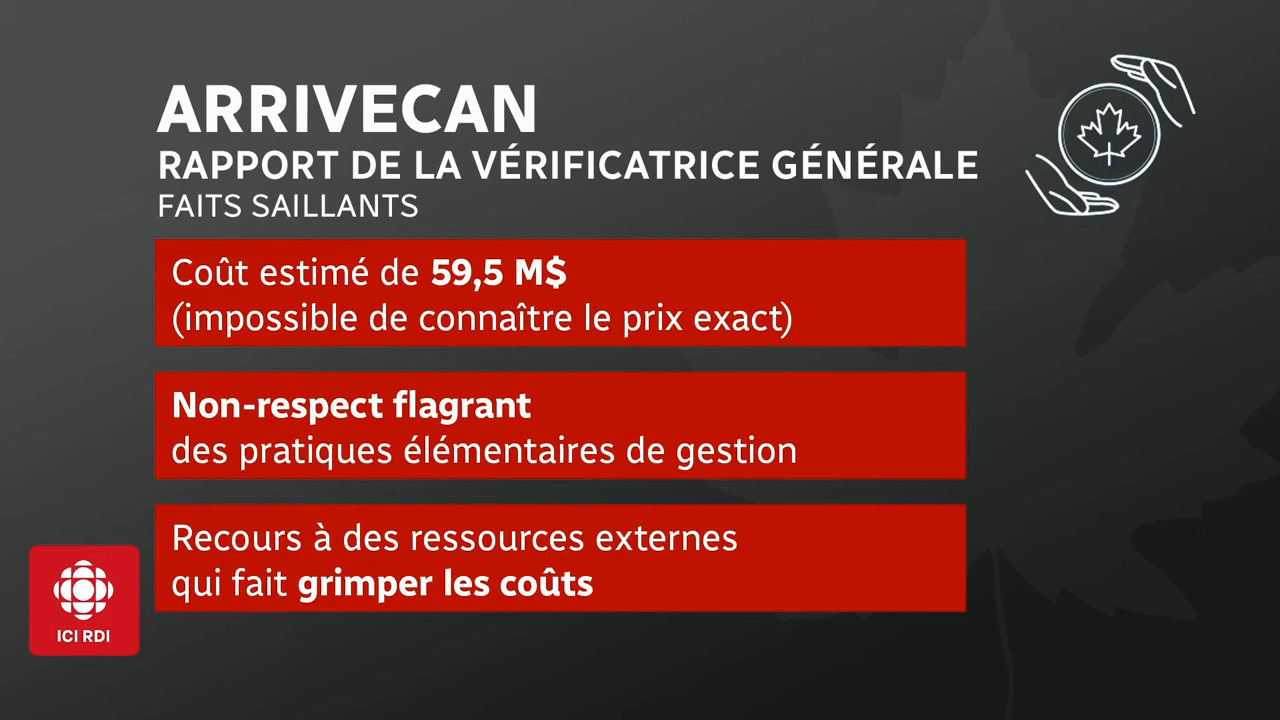 ARRIVECAN
RAPPORT DE LA VÉRIFICATRICE GÉNÉRALE
FAITS SAILLANTS
Coût estimé de 59,5 M$
(impossible de connaître le prix exact)
Non-respect flagrant
des pratiques élémentaires de gestion
Recours à des ressources externes
qui fait grimper les coûts
ICI RDI